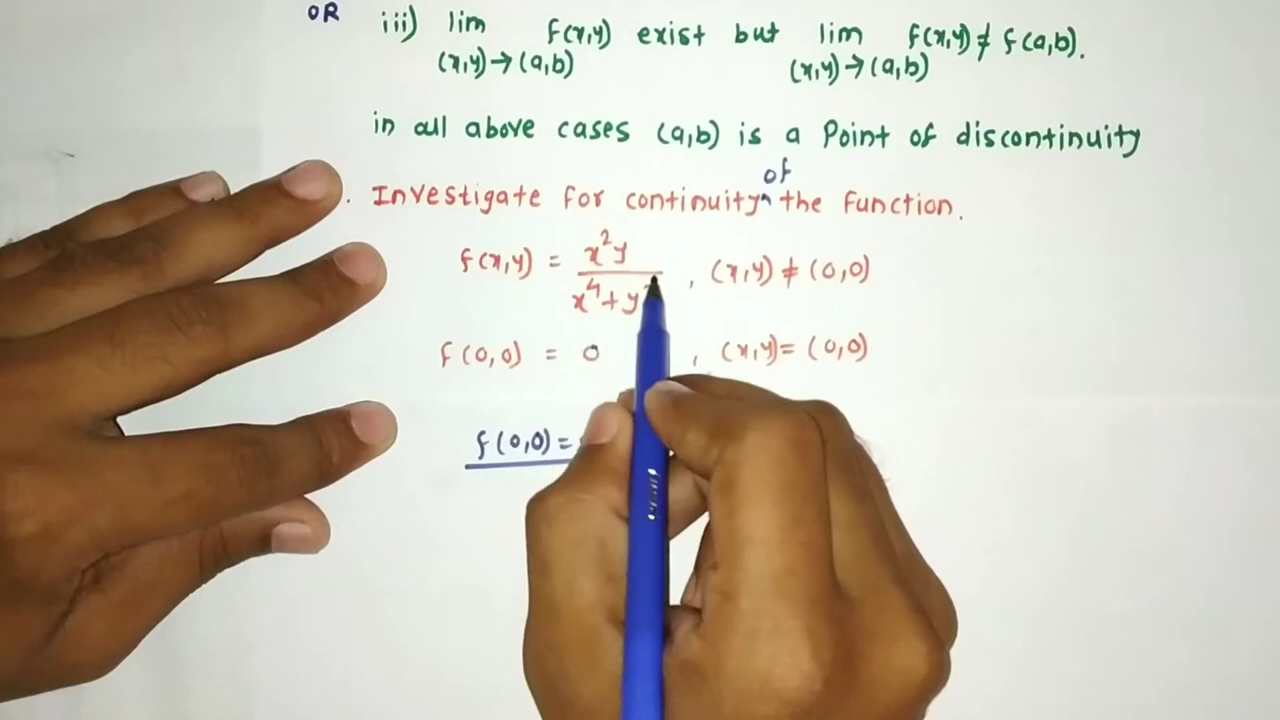 OR iii) lim f(x,y) exist but lim f(x,y) ≠ f(a,b).
(x,y)→(a,b) (x,y)→(a,b)
in all above cases (a,b) is a Point of discontinuity
. Investigate for continuity of the function.
f(x,y) = x²y / x⁴+y , (x,y) ≠ (0,0)
f(0,0) = 0 , (x,y) = (0,0)
f(0,0) =